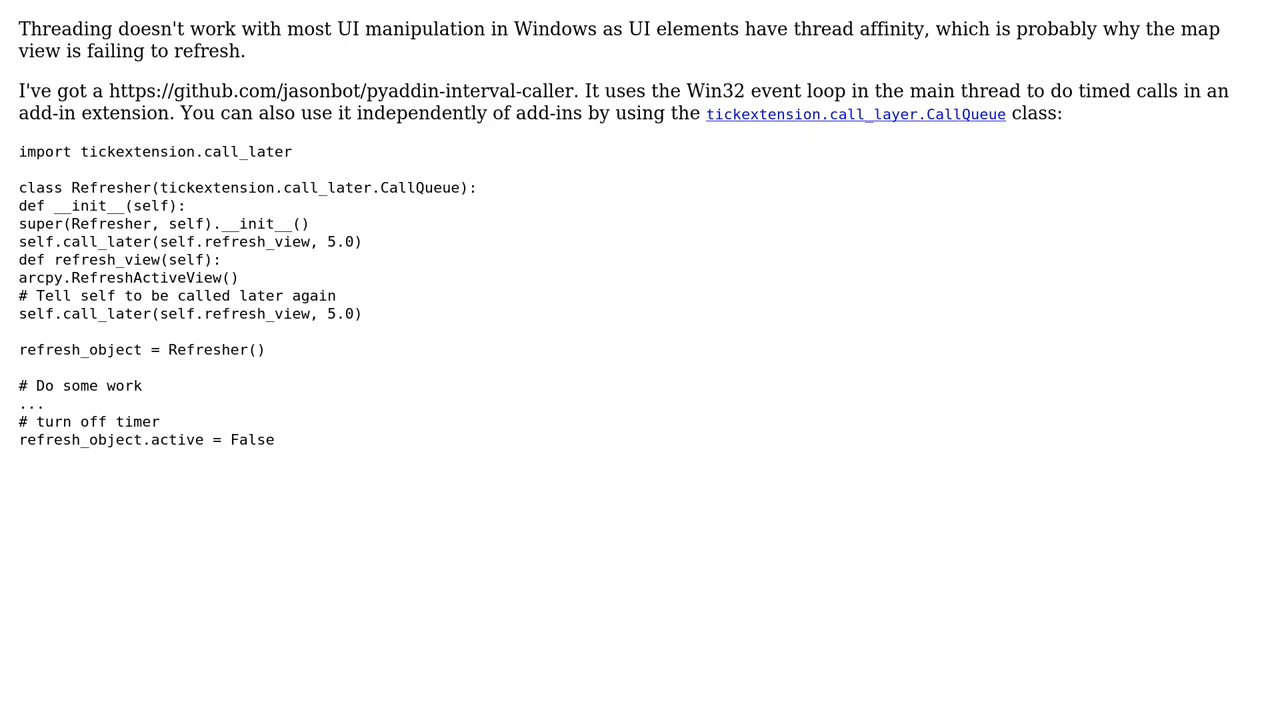 Threading doesn't work with most UI manipulation in Windows as UI elements have thread affinity, which is probably why the map
view is failing to refresh.
I've got a https://github.com/jasonbot/pyaddin-interval-caller. It uses the Win32 event loop in the main thread to do timed calls in an
add-in extension. You can also use it independently of add-ins by using the tickextension.call_layer.CallQueue class:
import tickextension.call_later
class Refresher(tickextension.call_later.CallQueue):
def __init__(self):
super(Refresher, self).__init__()
self.call_later(self.refresh_view, 5.0)
def refresh_view(self):
arcpy.RefreshActiveView()
# Tell self to be called later again
self.call_later(self.refresh_view, 5.0)
refresh_object = Refresher()
# Do some work
...
# turn off timer
refresh_object.active = False